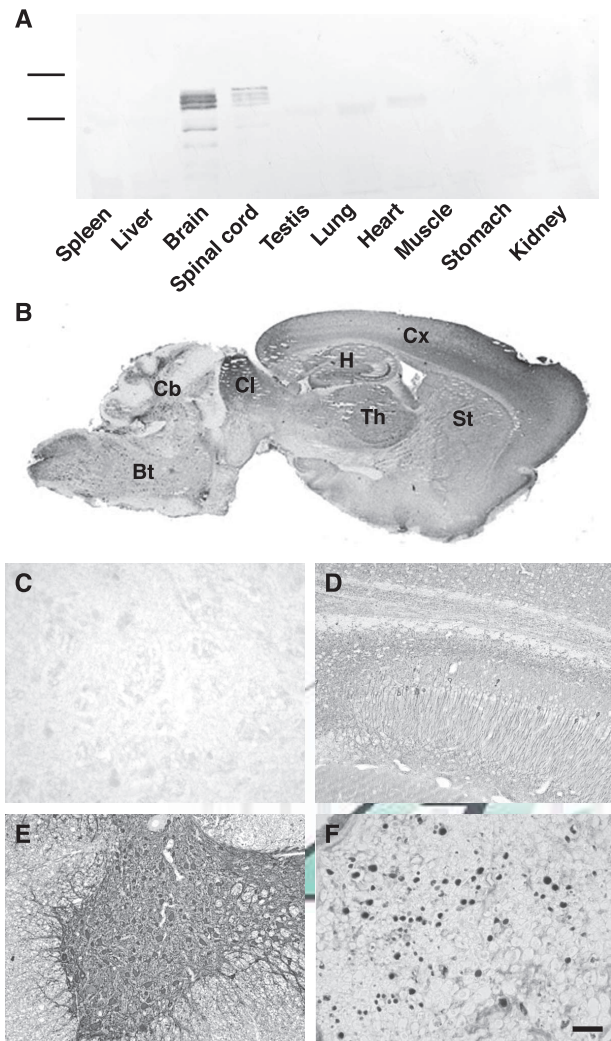 A
Spleen
Liver
Brain
Spinal cord
Testis
Lung
Heart
Muscle
Stomach
Kidney
B
Cx
H
Cl
Cb
Th
St
Bt
C
D
E
F